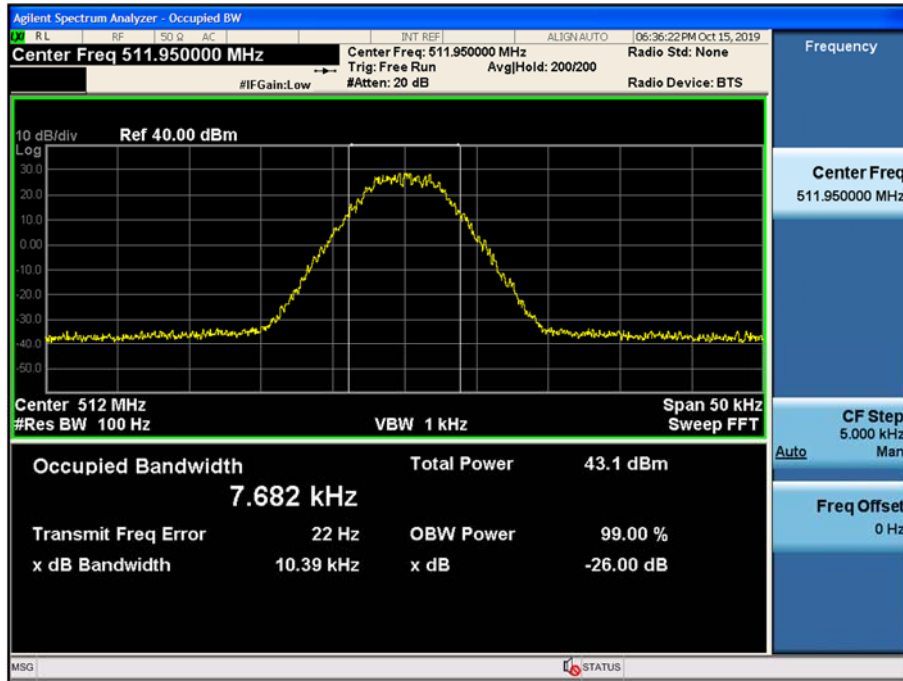 Agilent Spectrum Analyzer - Occupied BW
LXI RL RF 50 Ω AC INT REF ALIGN AUTO 06:36:22 PM Oct 15, 2019
Center Freq 511.950000 MHz
Center Freq: 511.950000 MHz
Radio Std: None
Trig: Free Run Avg|Hold: 200/200
#IFGain:Low #Atten: 20 dB Radio Device: BTS
10 dB/div Ref 40.00 dBm
Log
30.0
20.0
10.0
0.00
-10.0
-20.0
-30.0
-40.0
-50.0
Center 512 MHz Span 50 kHz
#Res BW 100 Hz VBW 1 kHz Sweep FFT
Occupied Bandwidth Total Power 43.1 dBm
7.682 kHz
Transmit Freq Error 22 Hz OBW Power 99.00 %
x dB Bandwidth 10.39 kHz x dB -26.00 dB
MSG STATUS
Frequency
Center Freq
511.950000 MHz
CF Step
5.000 kHz
Auto Man
Freq Offset
0 Hz